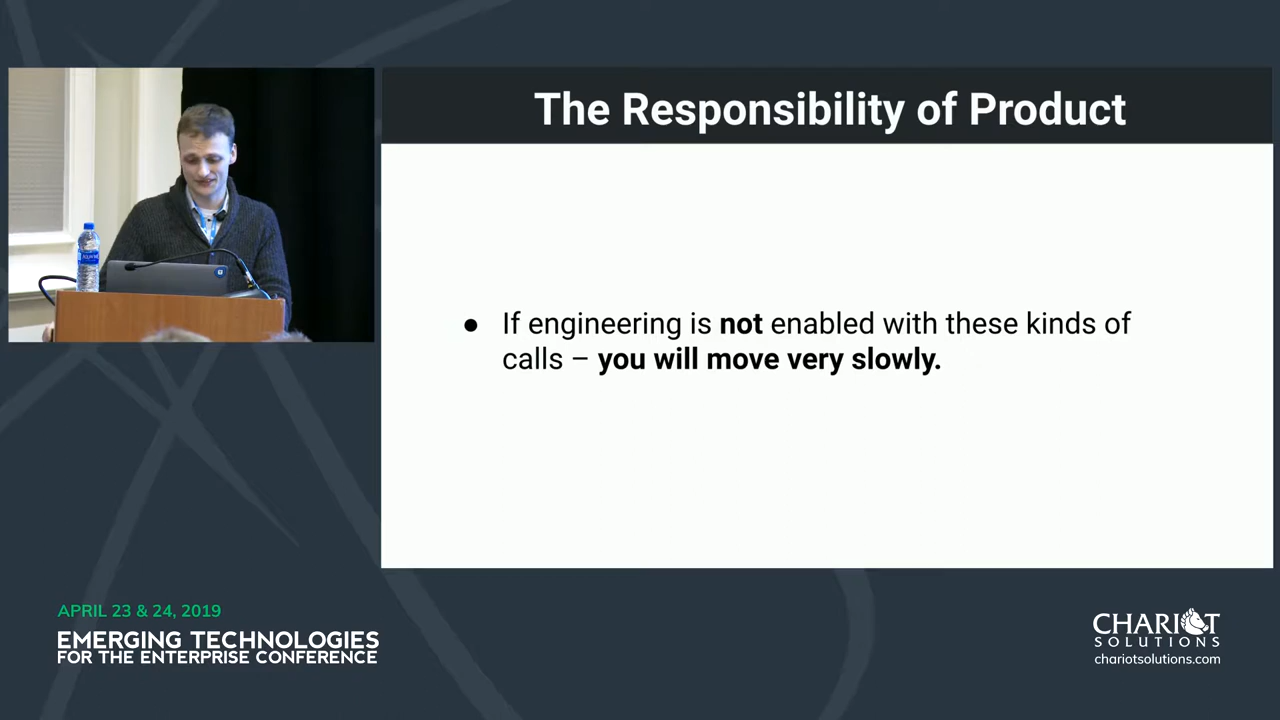 The Responsibility of Product
● If engineering is not enabled with these kinds of
calls – you will move very slowly.
APRIL 23 & 24, 2019
EMERGING TECHNOLOGIES
FOR THE ENTERPRISE CONFERENCE
CHARIOT
SOLUTIONS
chariotsolutions.com